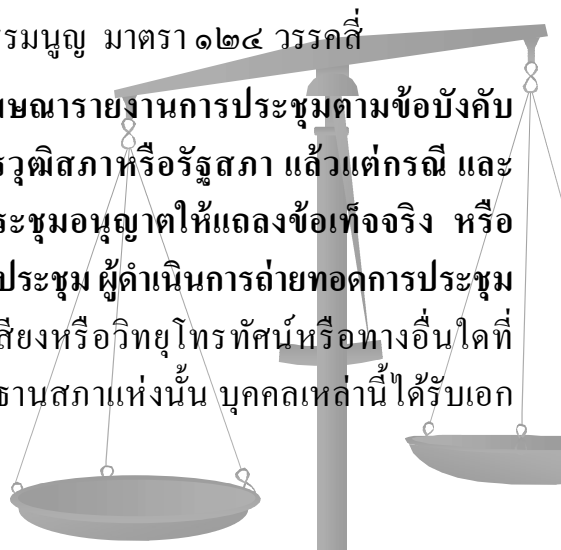 รรมนูญ มาตรา ๑๒๔ วรรคสี่
ษณารายงานการประชุมตามข้อบังคับ
รวุฒิสภาหรือรัฐสภา แล้วแต่กรณี และ
ระชุมอนุญาตให้แถลงข้อเท็จจริง หรือ
ประชุม ผู้ดำเนินการถ่ายทอดการประชุม
เสียงหรือวิทยุโทรทัศน์หรือทางอื่นใดที่
ธานสภาแห่งนั้น บุคคลเหล่านี้ได้รับเอก